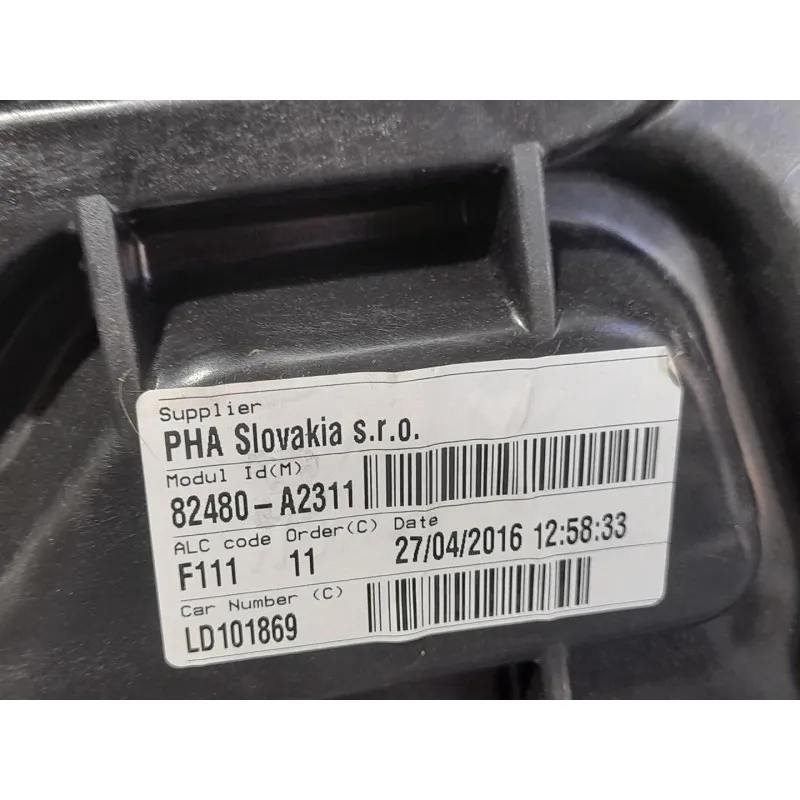 Supplier
PHA Slovakia s.r.o.
Modul Id(M)
82480-A2311
ALC code Order(C) Date
F111 11 27/04/2016 12:58:33
Car Number (C)
LD101869